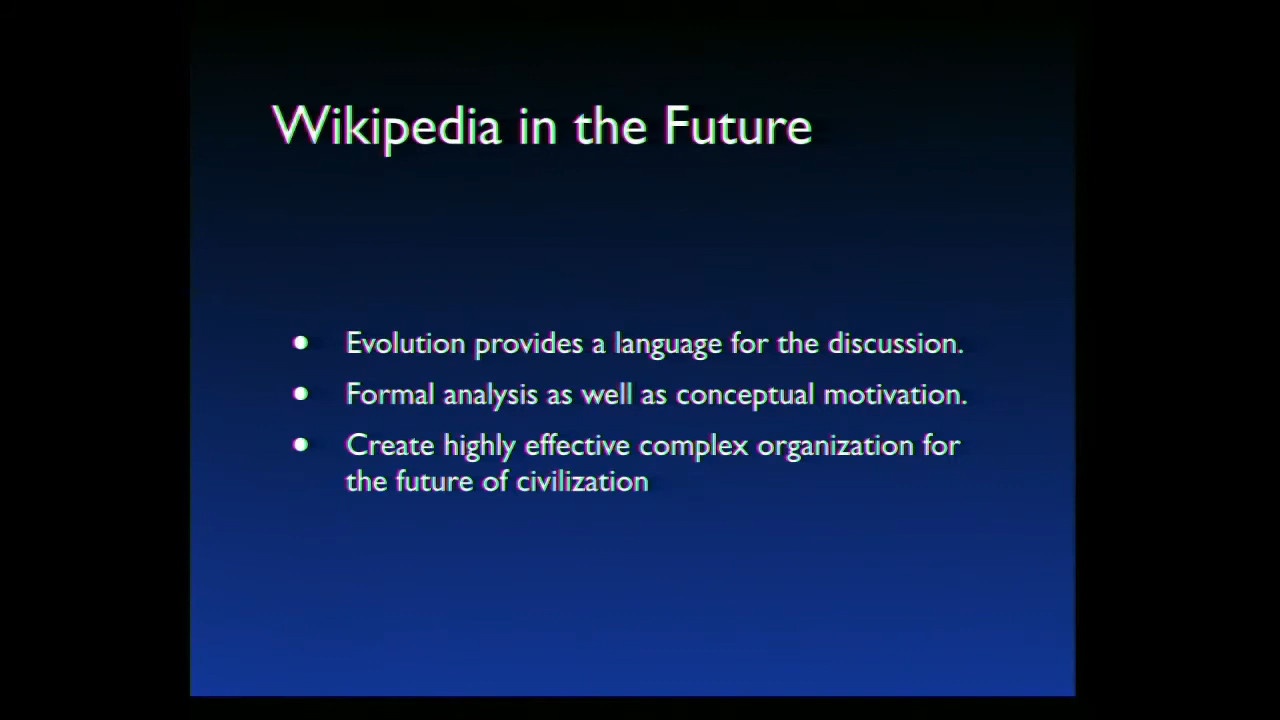 Wikipedia in the Future
• Evolution provides a language for the discussion.
• Formal analysis as well as conceptual motivation.
• Create highly effective complex organization for
the future of civilization